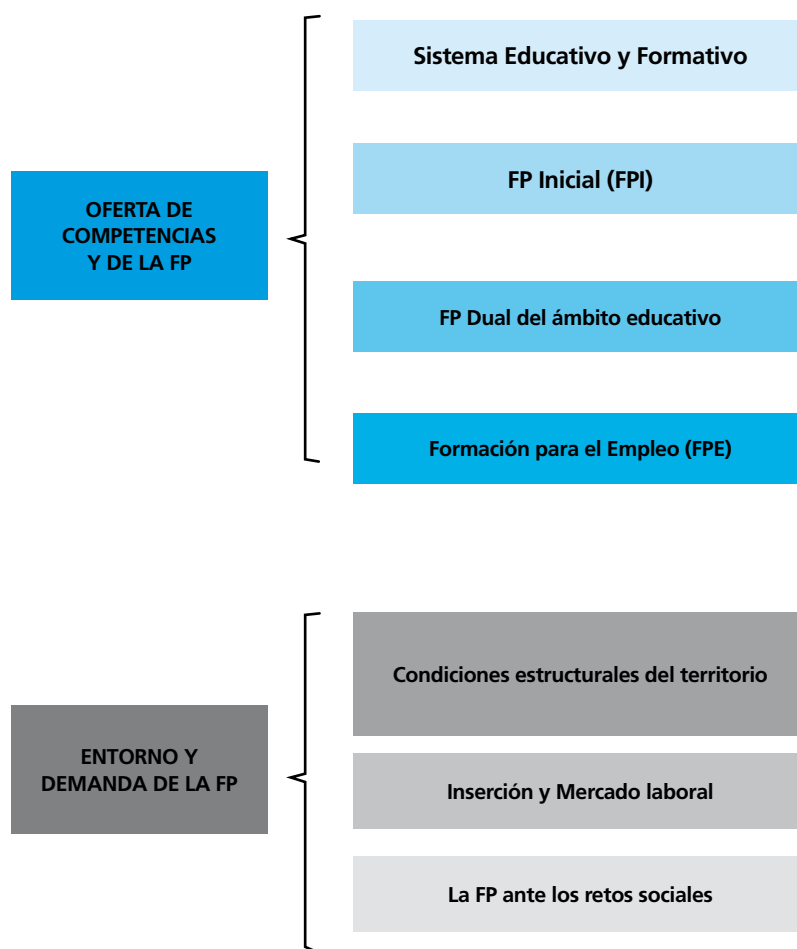 Sistema Educativo y Formativo
FP Inicial (FPI)
OFERTA DE
COMPETENCIAS
Y DE LA FP
FP Dual del ámbito educativo
Formación para el Empleo (FPE)
Condiciones estructurales del territorio
ENTORNO Y
DEMANDA DE LA FP
Inserción y Mercado laboral
La FP ante los retos sociales